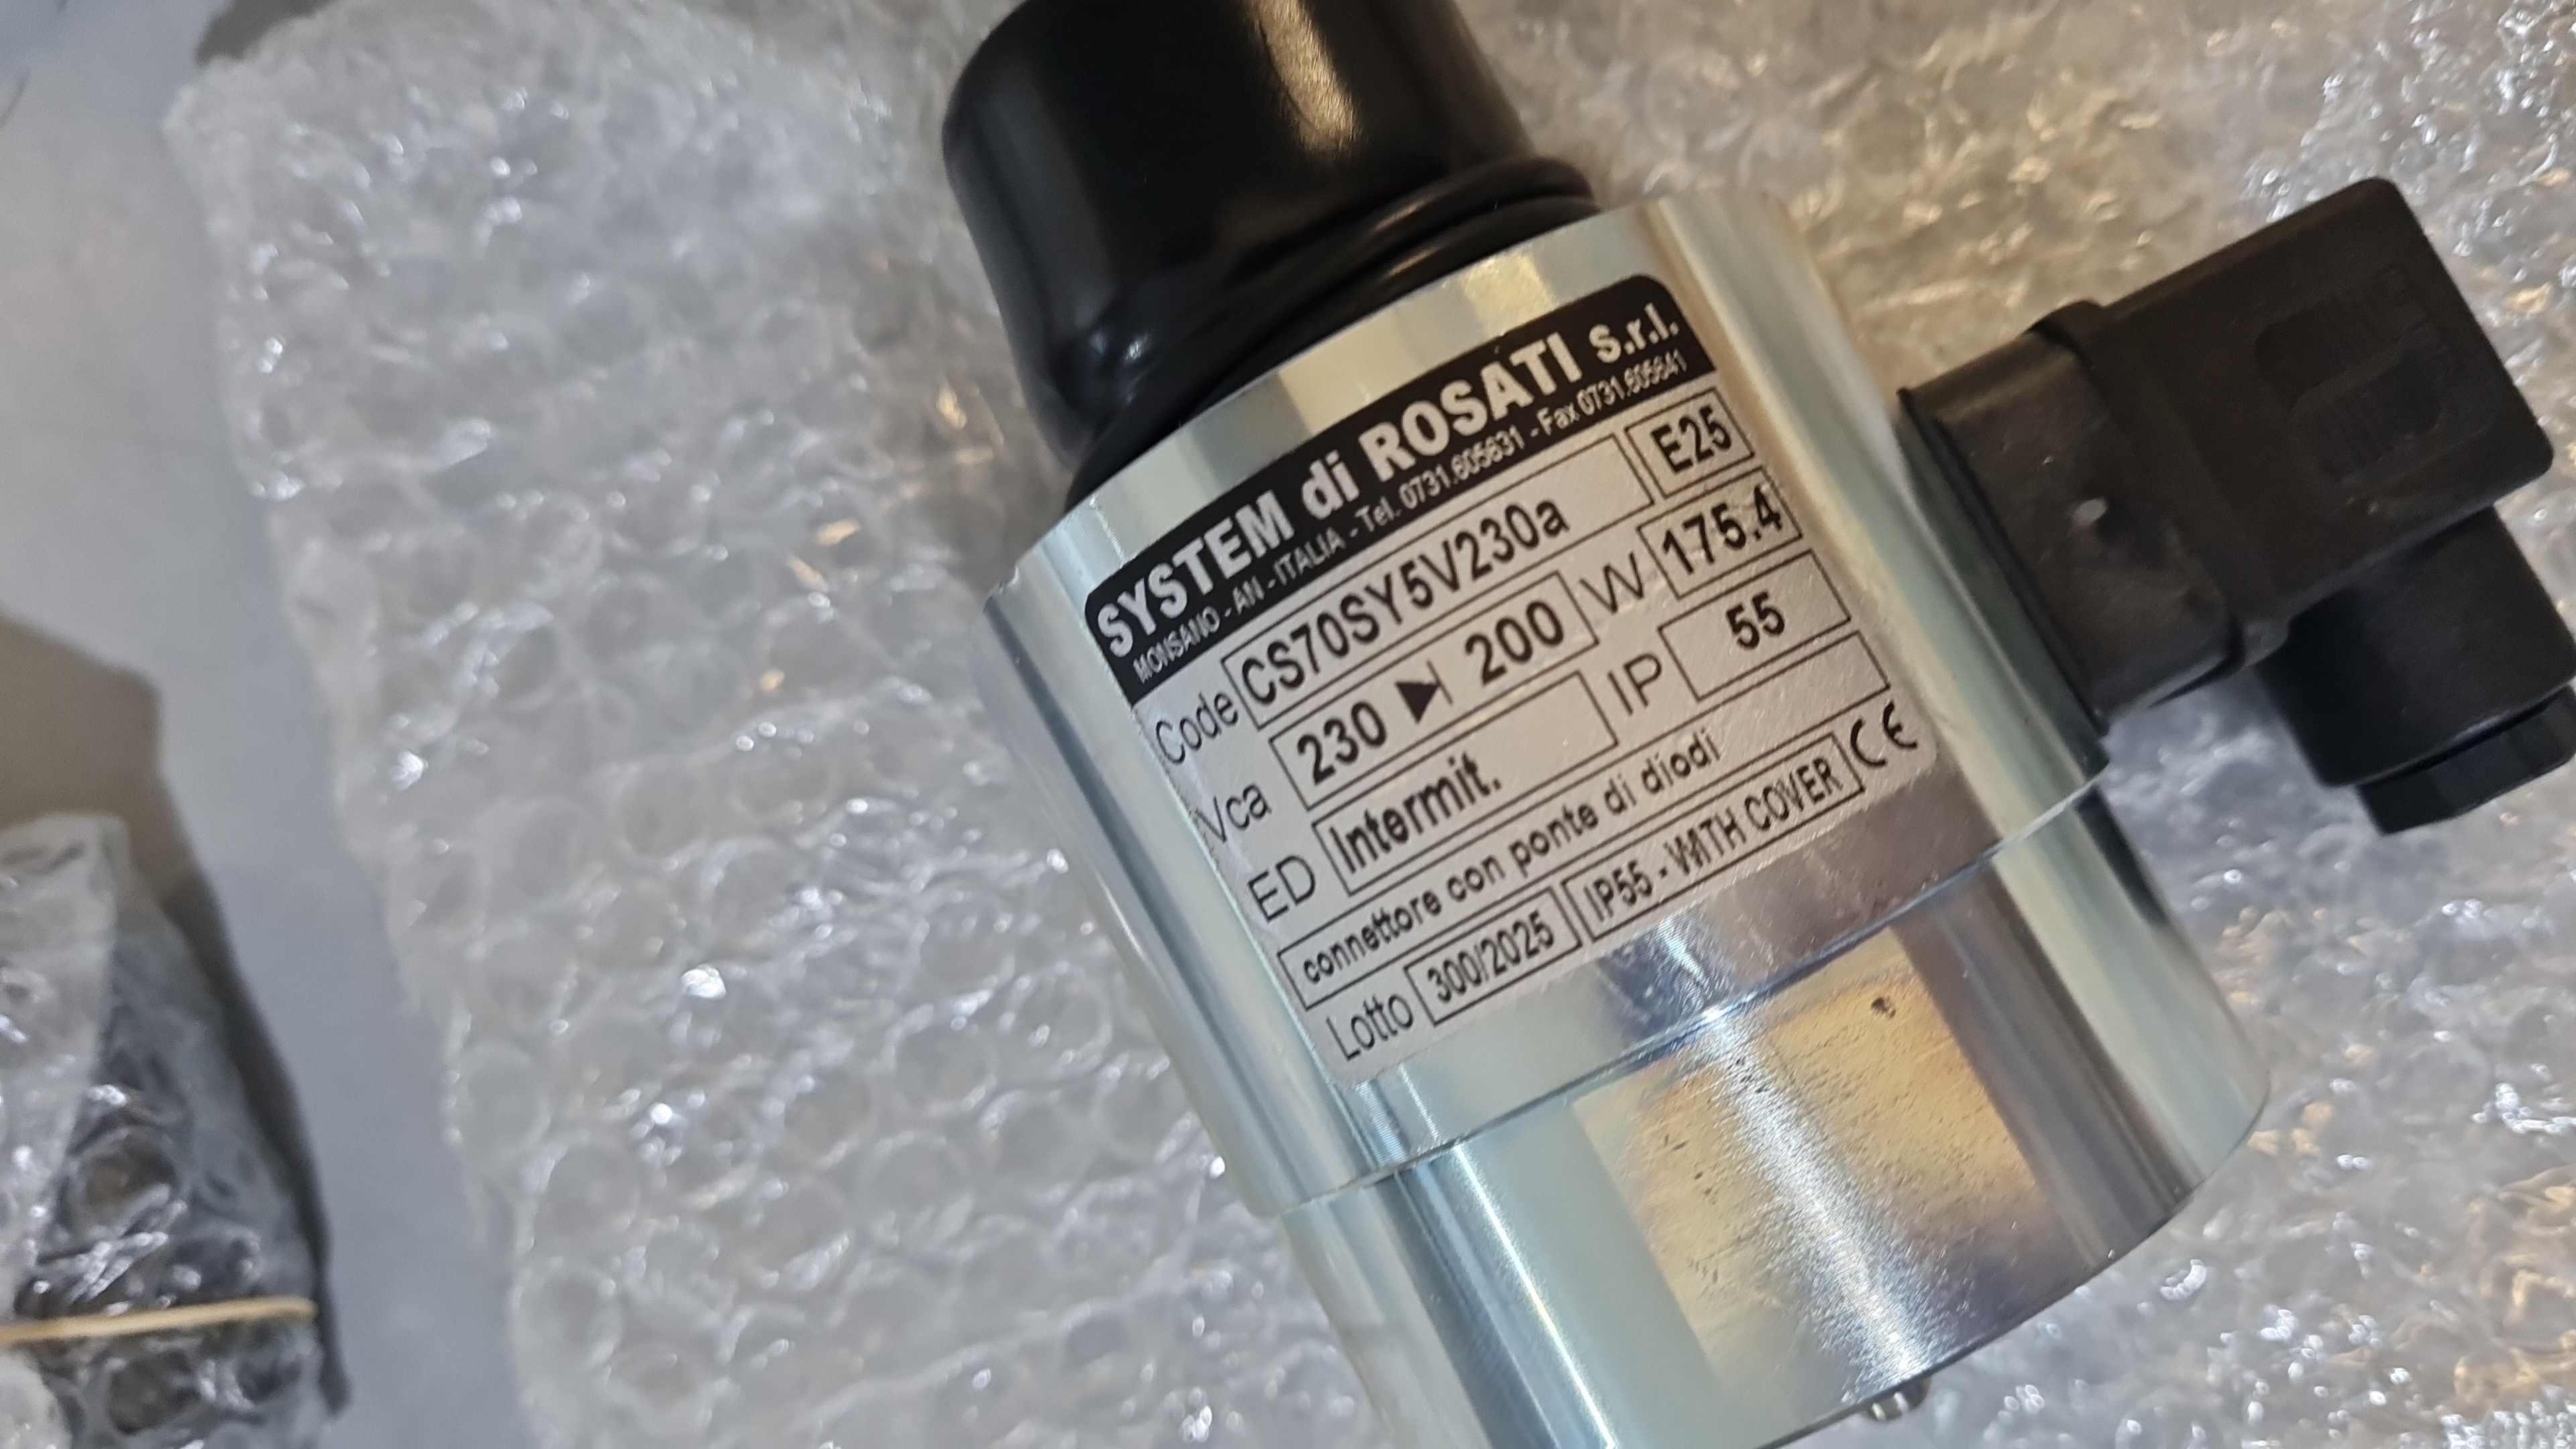 SYSTEM di ROSATI s.r.l.
MONSANO - AN - ITALIA - Tel. 0731.605631 - Fax 0731.605641
Code CS70SY5V230a E25
Vca 230 200 W 175.4
ED Intermit. IP 55
connettore con ponte di diodi
Lotto 300/2025 IP55 - WITH COVER CE